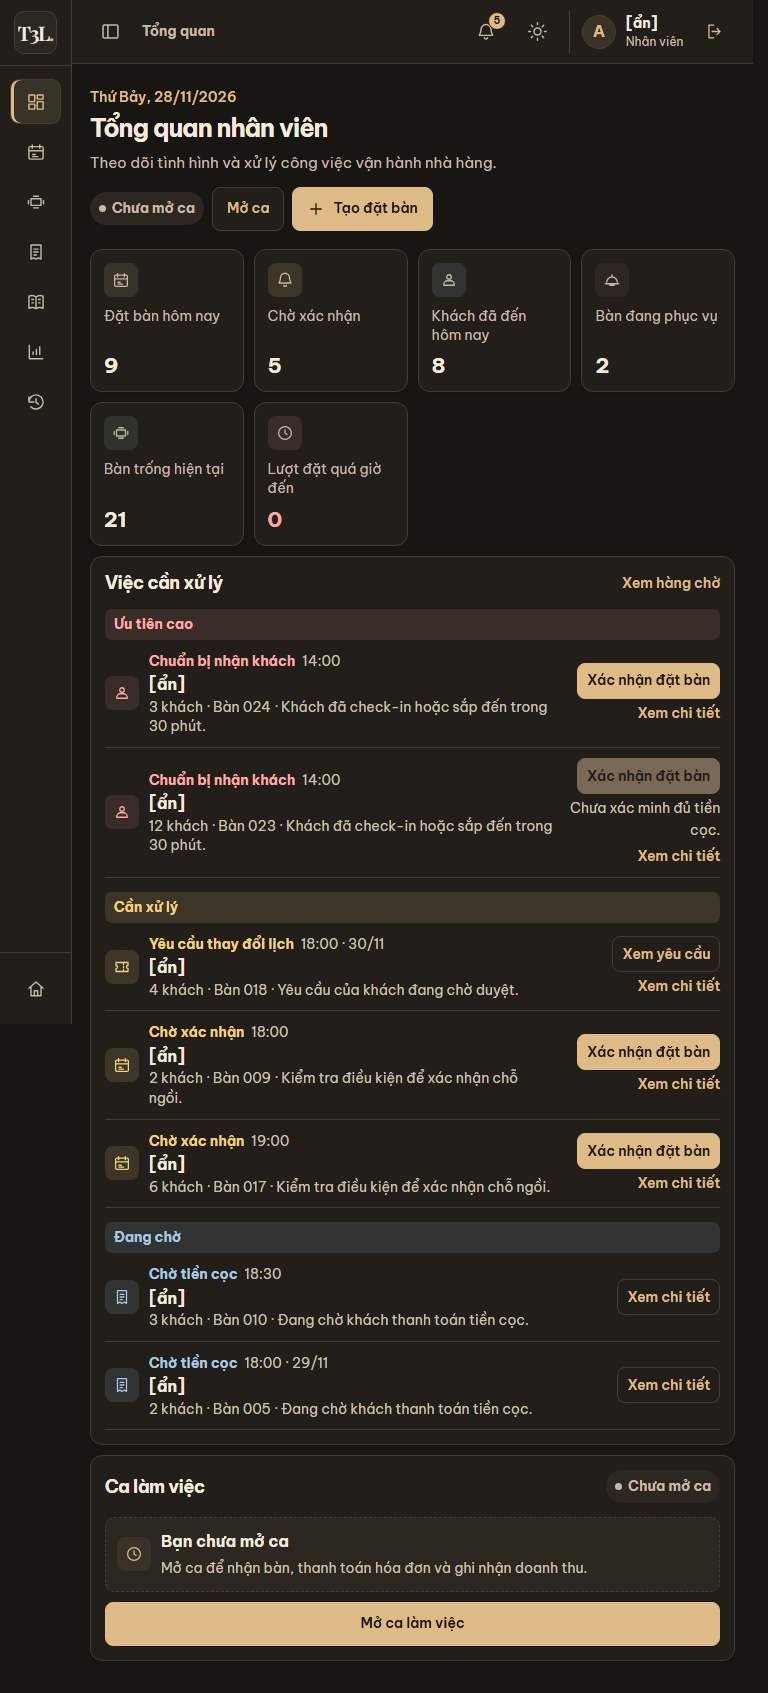 T3L.
Tổng quan
5
A
[ẩn]
Nhân viên
Thứ Bảy, 28/11/2026
Tổng quan nhân viên
Theo dõi tình hình và xử lý công việc vận hành nhà hàng.
Chưa mở ca
Mở ca
Tạo đặt bàn
Đặt bàn hôm nay
9
Chờ xác nhận
5
Khách đã đến
hôm nay
8
Bàn đang phục vụ
2
Bàn trống hiện tại
21
Lượt đặt quá giờ
đến
0
Việc cần xử lý
Xem hàng chờ
Ưu tiên cao
Chuẩn bị nhận khách 14:00
[ẩn]
3 khách · Bàn 024 · Khách đã check-in hoặc sắp đến trong
30 phút.
Xác nhận đặt bàn
Xem chi tiết
Chuẩn bị nhận khách 14:00
[ẩn]
12 khách · Bàn 023 · Khách đã check-in hoặc sắp đến trong
30 phút.
Xác nhận đặt bàn
Chưa xác minh đủ tiền
cọc.
Xem chi tiết
Cần xử lý
Yêu cầu thay đổi lịch 18:00 · 30/11
[ẩn]
4 khách · Bàn 018 · Yêu cầu của khách đang chờ duyệt.
Xem yêu cầu
Xem chi tiết
Chờ xác nhận 18:00
[ẩn]
2 khách · Bàn 009 · Kiểm tra điều kiện để xác nhận chỗ
ngồi.
Xác nhận đặt bàn
Xem chi tiết
Chờ xác nhận 19:00
[ẩn]
6 khách · Bàn 017 · Kiểm tra điều kiện để xác nhận chỗ ngồi.
Xác nhận đặt bàn
Xem chi tiết
Đang chờ
Chờ tiền cọc 18:30
[ẩn]
3 khách · Bàn 010 · Đang chờ khách thanh toán tiền cọc.
Xem chi tiết
Chờ tiền cọc 18:00 · 29/11
[ẩn]
2 khách · Bàn 005 · Đang chờ khách thanh toán tiền cọc.
Xem chi tiết
Ca làm việc
Chưa mở ca
Bạn chưa mở ca
Mở ca để nhận bàn, thanh toán hóa đơn và ghi nhận doanh thu.
Mở ca làm việc